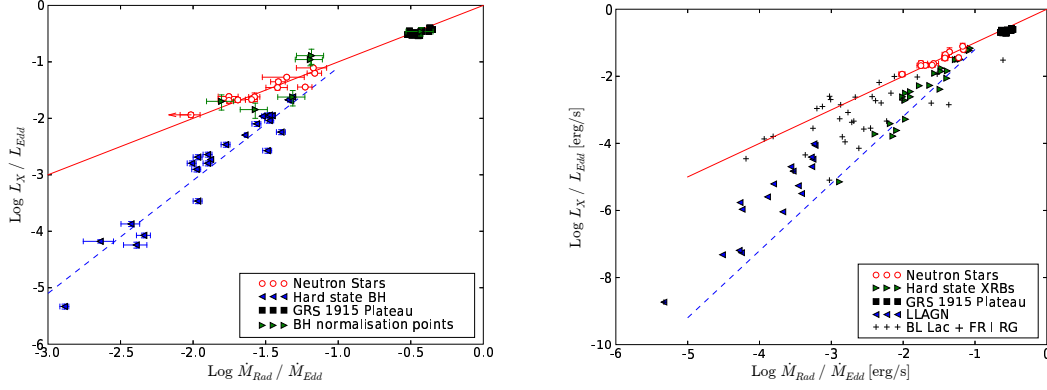 0
-1
-2
-3
-4
-5
-6
-3.0
-2.5
-2.0
-1.5
-1.0
-0.5
0.0
Log L_X / L_Edd
Log Ṁ_Rad / Ṁ_Edd
Neutron Stars
Hard state BH
GRS 1915 Plateau
BH normalisation points
0
-2
-4
-6
-8
-10
-6
-5
-4
-3
-2
-1
0
Log L_X / L_Edd [erg/s]
Log Ṁ_Rad / Ṁ_Edd [erg/s]
Neutron Stars
Hard state XRBs
GRS 1915 Plateau
LLAGN
BL Lac + FR I RG